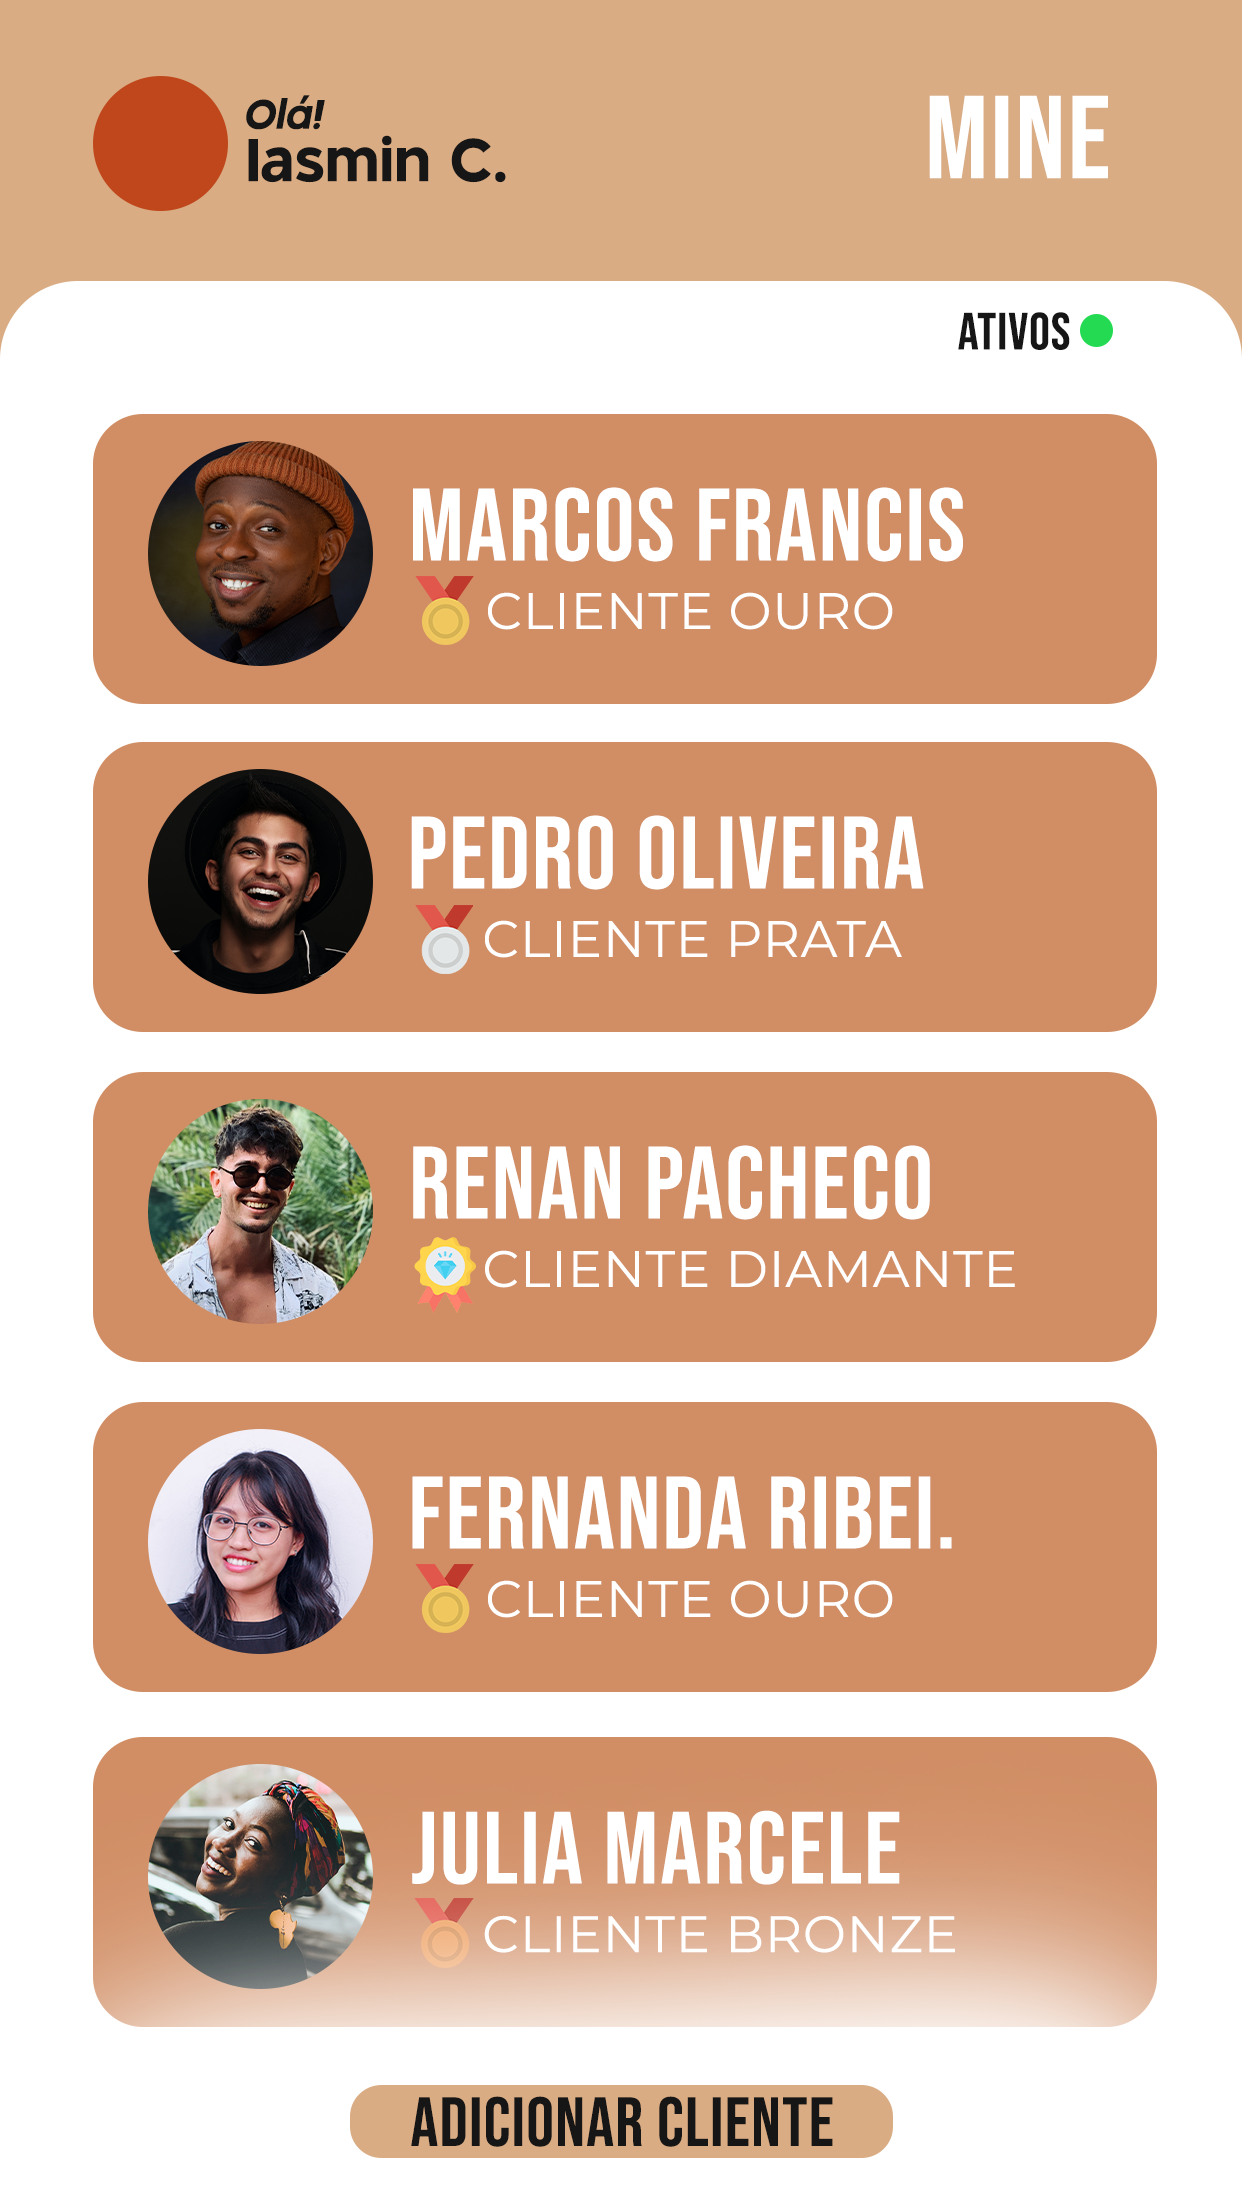 Olá!
Iasmin C.
MINE
ATIVOS
MARCOS FRANCIS
CLIENTE OURO
PEDRO OLIVEIRA
CLIENTE PRATA
RENAN PACHECO
CLIENTE DIAMANTE
FERNANDA RIBEI.
CLIENTE OURO
JULIA MARCELE
CLIENTE BRONZE
ADICIONAR CLIENTE